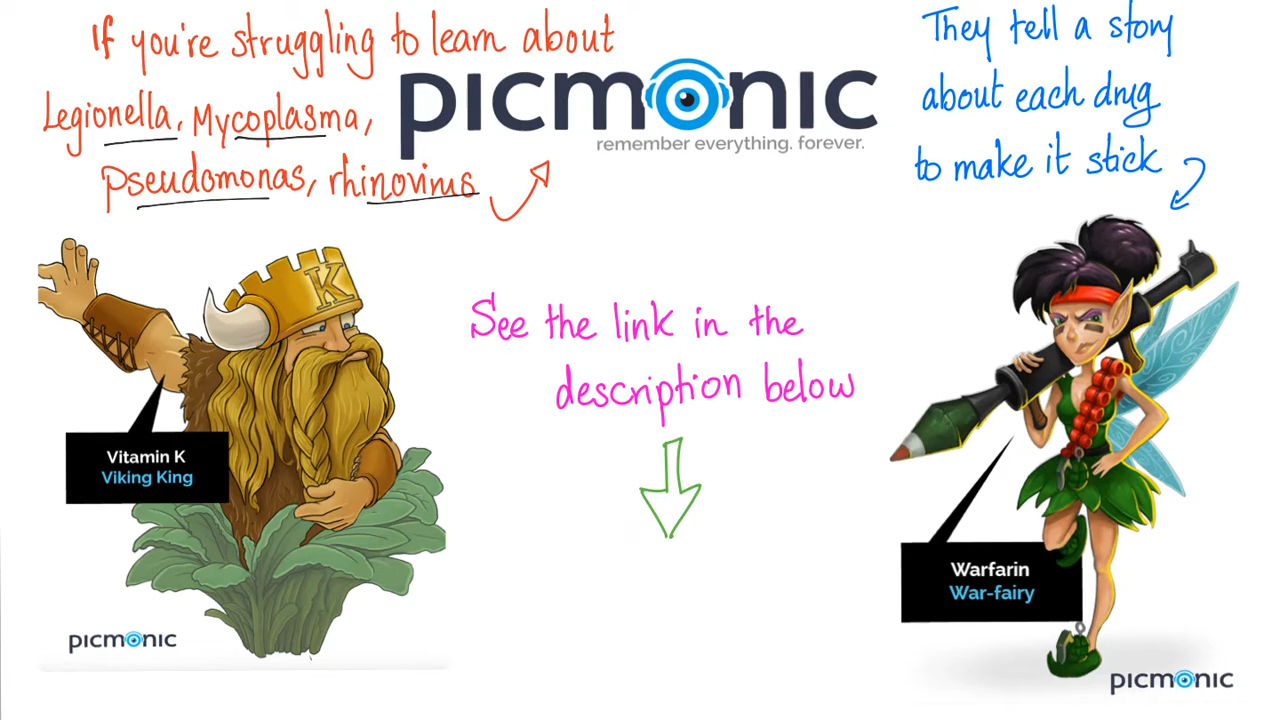 If you're struggling to learn about
Legionella, Mycoplasma,
Pseudomonas, rhinovirus
picmonic
remember everything. forever.
They tell a story
about each drug
to make it stick
K
See the link in the
description below
Vitamin K
Viking King
picmonic
Warfarin
War-fairy
picmonic